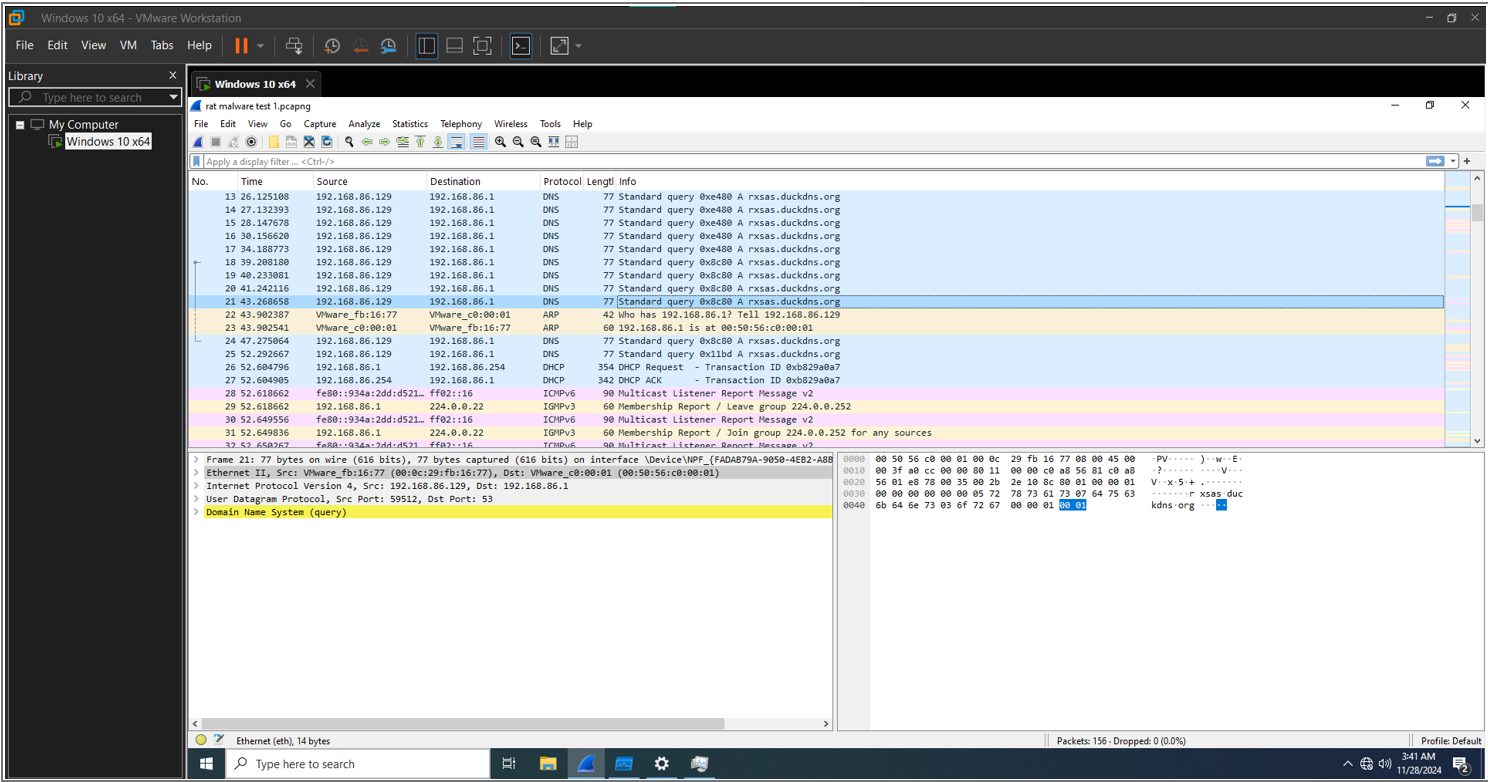 Windows 10 x64 - VMware Workstation
File Edit View VM Tabs Help
Library
Type here to search
My Computer
Windows 10 x64
Windows 10 x64
rat malware test 1.pcapng
File Edit View Go Capture Analyze Statistics Telephony Wireless Tools Help
Apply a display filter ... <Ctrl-/>
No. Time Source Destination Protocol Lengtl Info
13 26.125108 192.168.86.129 192.168.86.1 DNS 77 Standard query 0xe480 A rxsas.duckdns.org
14 27.132393 192.168.86.129 192.168.86.1 DNS 77 Standard query 0xe480 A rxsas.duckdns.org
15 28.147678 192.168.86.129 192.168.86.1 DNS 77 Standard query 0xe480 A rxsas.duckdns.org
16 30.156620 192.168.86.129 192.168.86.1 DNS 77 Standard query 0xe480 A rxsas.duckdns.org
17 34.188773 192.168.86.129 192.168.86.1 DNS 77 Standard query 0xe480 A rxsas.duckdns.org
18 39.208180 192.168.86.129 192.168.86.1 DNS 77 Standard query 0x8c80 A rxsas.duckdns.org
19 40.233081 192.168.86.129 192.168.86.1 DNS 77 Standard query 0x8c80 A rxsas.duckdns.org
20 41.242116 192.168.86.129 192.168.86.1 DNS 77 Standard query 0x8c80 A rxsas.duckdns.org
21 43.268658 192.168.86.129 192.168.86.1 DNS 77 Standard query 0x8c80 A rxsas.duckdns.org
22 43.902387 VMware_fb:16:77 VMware_c0:00:01 ARP 42 Who has 192.168.86.1? Tell 192.168.86.129
23 43.902541 VMware_c0:00:01 VMware_fb:16:77 ARP 60 192.168.86.1 is at 00:50:56:c0:00:01
24 47.275064 192.168.86.129 192.168.86.1 DNS 77 Standard query 0x8c80 A rxsas.duckdns.org
25 52.292667 192.168.86.129 192.168.86.1 DNS 77 Standard query 0x11bd A rxsas.duckdns.org
26 52.604796 192.168.86.1 192.168.86.254 DHCP 354 DHCP Request - Transaction ID 0xb829a0a7
27 52.604905 192.168.86.254 192.168.86.1 DHCP 342 DHCP ACK - Transaction ID 0xb829a0a7
28 52.618662 fe80::934a:2dd:d521… ff02::16 ICMPv6 90 Multicast Listener Report Message v2
29 52.618662 192.168.86.1 224.0.0.22 IGMPv3 60 Membership Report / Leave group 224.0.0.252
30 52.649556 fe80::934a:2dd:d521… ff02::16 ICMPv6 90 Multicast Listener Report Message v2
31 52.649836 192.168.86.1 224.0.0.22 IGMPv3 60 Membership Report / Join group 224.0.0.252 for any sources
32 52.650267 fe80::934a:2dd:d521… ff02::16 ICMPv6 90 Multicast Listener Report Message v2
Frame 21: 77 bytes on wire (616 bits), 77 bytes captured (616 bits) on interface \Device\NPF_{FADAB79A-9050-4EB2-A8B
Ethernet II, Src: VMware_fb:16:77 (00:0c:29:fb:16:77), Dst: VMware_c0:00:01 (00:50:56:c0:00:01)
Internet Protocol Version 4, Src: 192.168.86.129, Dst: 192.168.86.1
User Datagram Protocol, Src Port: 59512, Dst Port: 53
Domain Name System (query)
0000 00 50 56 c0 00 01 00 0c 29 fb 16 77 08 00 45 00 ·PV····· )··w··E·
0010 00 3f a0 cc 00 00 80 11 00 00 c0 a8 56 81 c0 a8 ·?······ ····V···
0020 56 01 e8 78 00 35 00 2b 2e 10 8c 80 01 00 00 01 V··x·5·+ .·······
0030 00 00 00 00 00 00 05 72 78 73 61 73 07 64 75 63 ·······r xsas·duc
0040 6b 64 6e 73 03 6f 72 67 00 00 01 00 01 kdns·org ·····
Ethernet (eth), 14 bytes
Packets: 156 · Dropped: 0 (0.0%)
Profile: Default
Type here to search
3:41 AM
11/28/2024
2